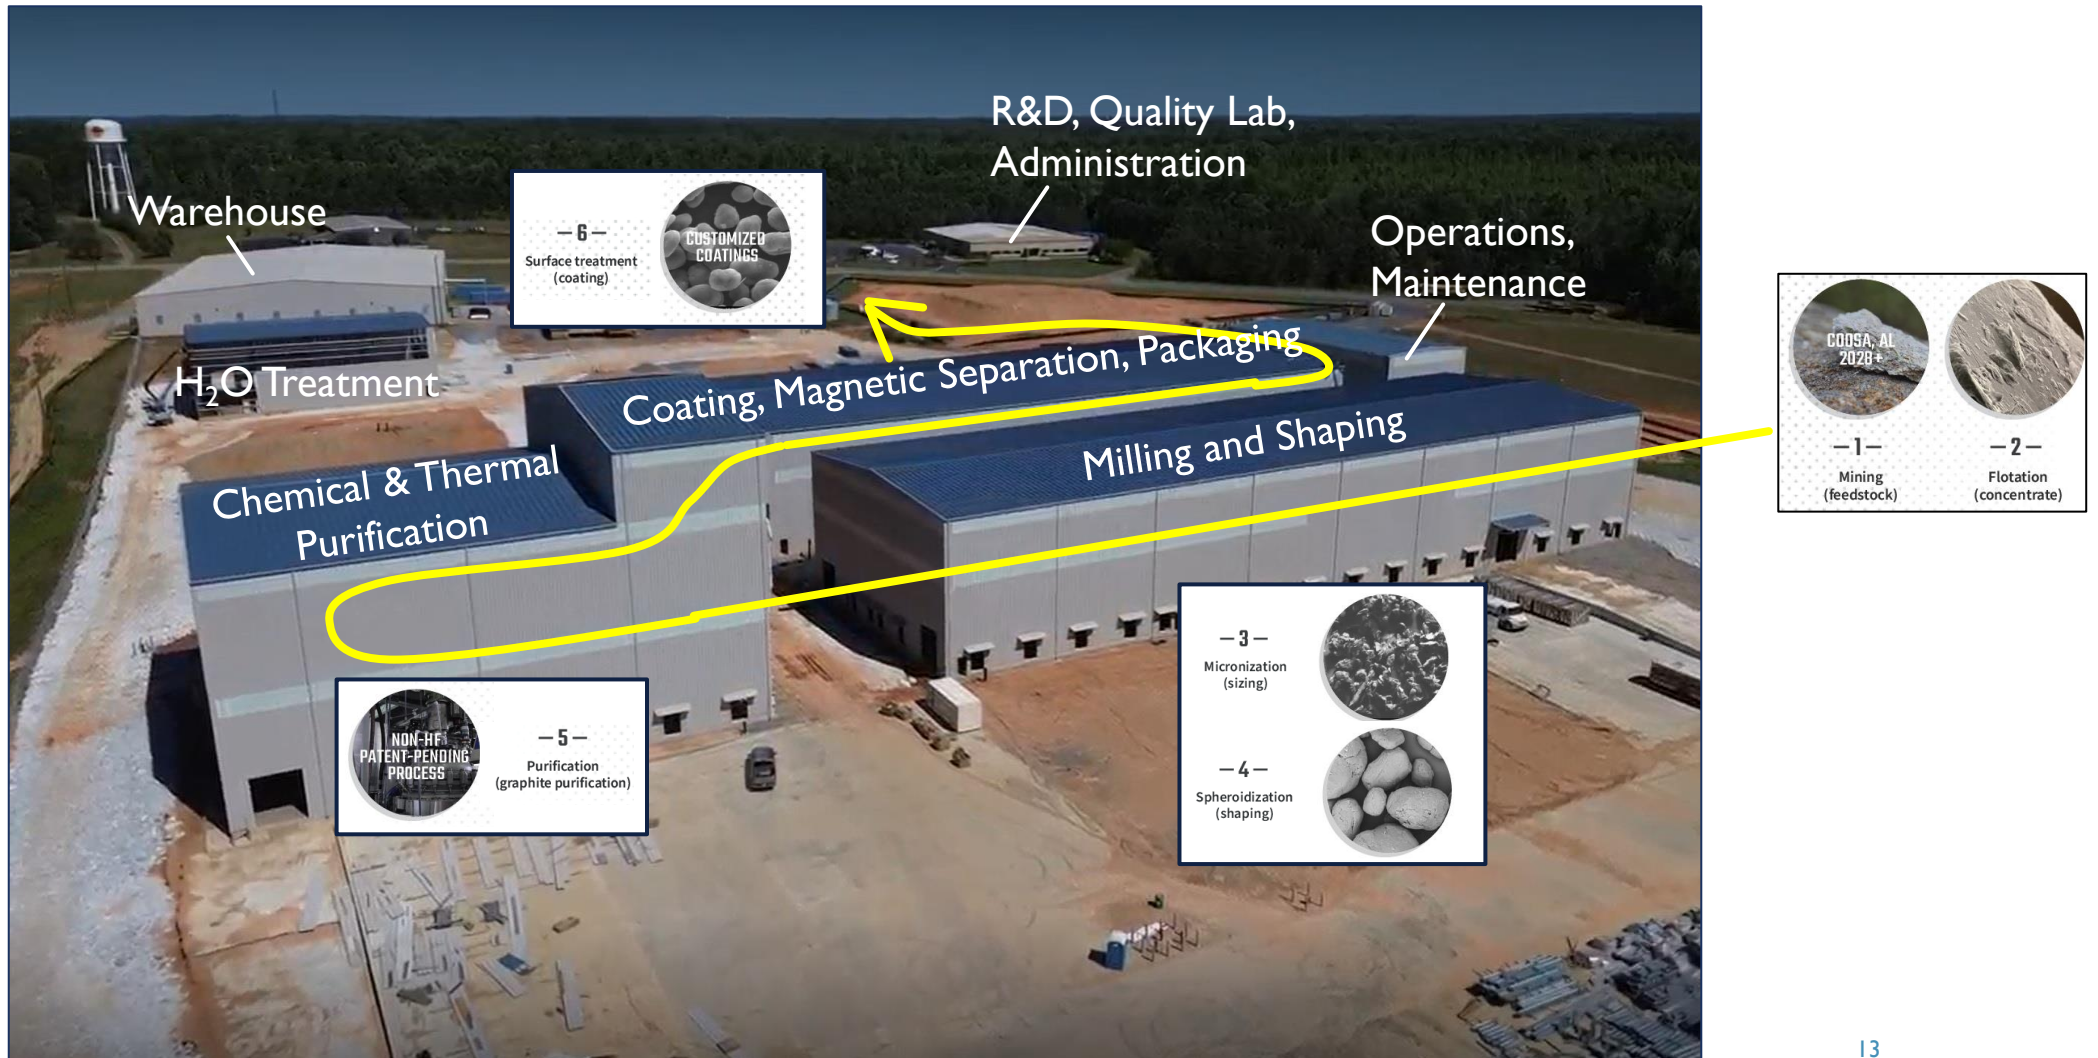 R&D, Quality Lab,
Administration
Warehouse
Operations,
Maintenance
— 6 —
Surface treatment
(coating)
CUSTOMIZED
COATINGS
H₂O Treatment
Coating, Magnetic Separation, Packaging
Milling and Shaping
Chemical & Thermal
Purification
COOSA, AL
2028+
— 1 —
Mining
(feedstock)
— 2 —
Flotation
(concentrate)
— 3 —
Micronization
(sizing)
— 4 —
Spheroidization
(shaping)
NON-HF
PATENT-PENDING
PROCESS
— 5 —
Purification
(graphite purification)
13